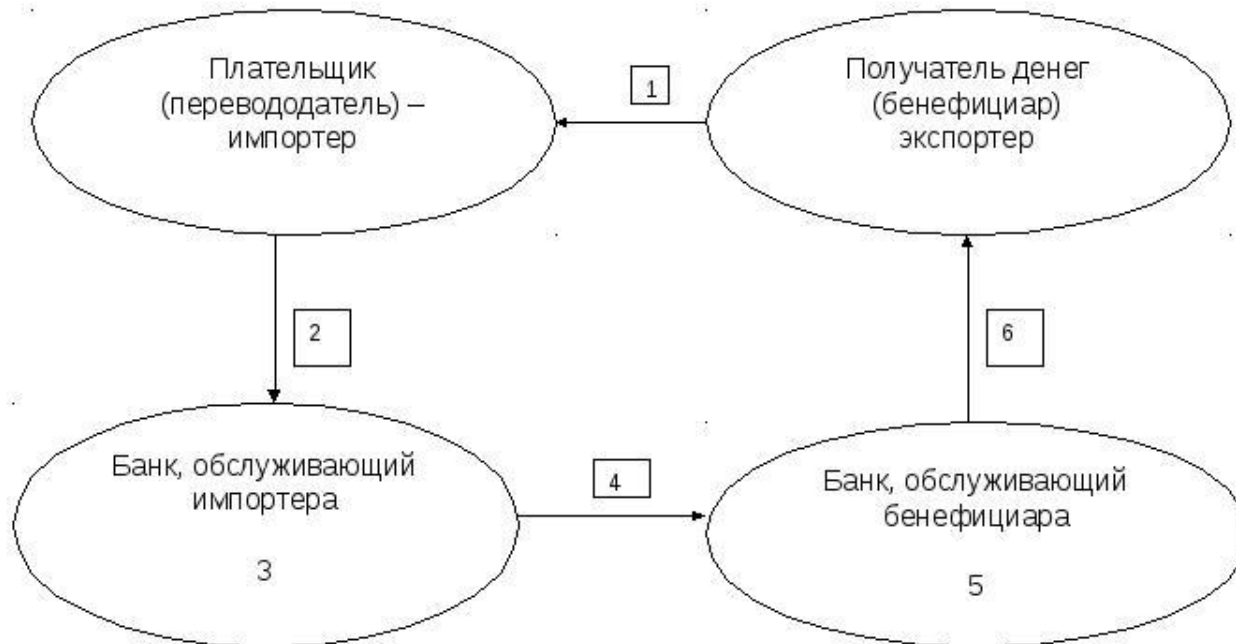 Плательщик
(перевододатель) –
импортер
1
Получатель денег
(бенефициар)
экспортер
2
6
Банк, обслуживающий
импортера
3
4
Банк, обслуживающий
бенефициара
5